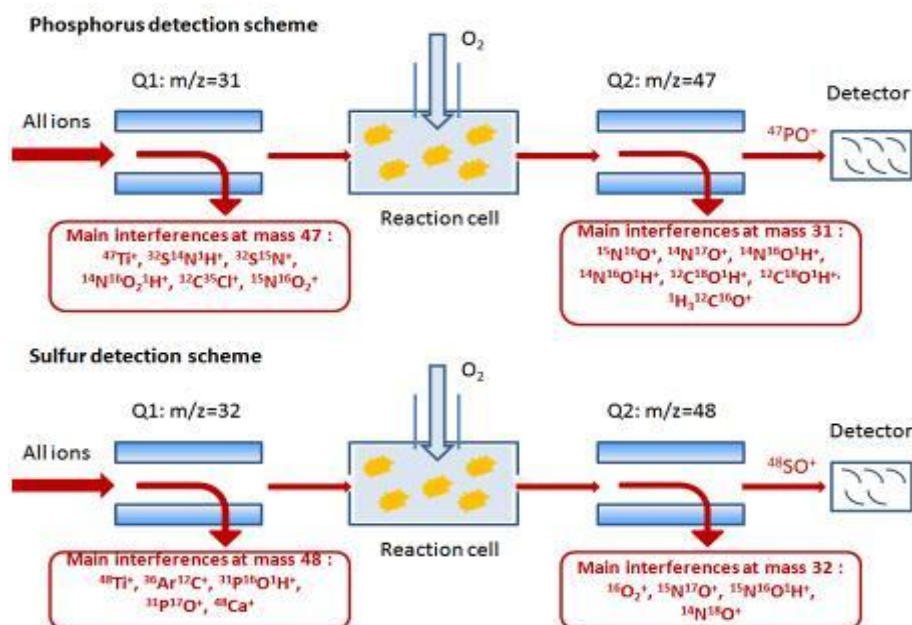 Phosphorus detection scheme
O₂
Q1: m/z=31
Q2: m/z=47
Detector
All ions
⁴⁷PO⁺
Reaction cell
Main interferences at mass 47 :
⁴⁷Ti⁺, ³²S¹⁴N¹H⁺, ³²S¹⁵N⁺,
¹⁴N¹⁶O₂¹H⁺, ¹²C³⁵Cl⁺, ¹⁵N¹⁶O₂⁺
Main interferences at mass 31 :
¹⁵N¹⁶O⁺, ¹⁴N¹⁷O⁺, ¹⁴N¹⁶O¹H⁺,
¹⁴N¹⁶O¹H⁺, ¹²C¹⁸O¹H⁺, ¹²C¹⁸O¹H⁺,
¹H₃¹²C¹⁶O⁺
Sulfur detection scheme
O₂
Q1: m/z=32
Q2: m/z=48
Detector
All ions
⁴⁸SO⁺
Reaction cell
Main interferences at mass 48 :
⁴⁸Ti⁺, ³⁶Ar¹²C⁺, ³¹P¹⁶O¹H⁺,
³¹P¹⁷O⁺, ⁴⁸Ca⁺
Main interferences at mass 32 :
¹⁶O₂⁺, ¹⁵N¹⁷O⁺, ¹⁵N¹⁶O¹H⁺,
¹⁴N¹⁸O⁺